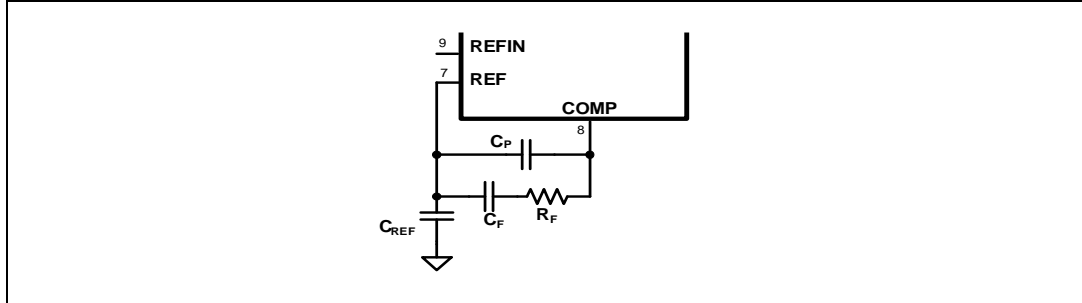 9 REFIN
7 REF
COMP
8
CP
CF RF
CREF